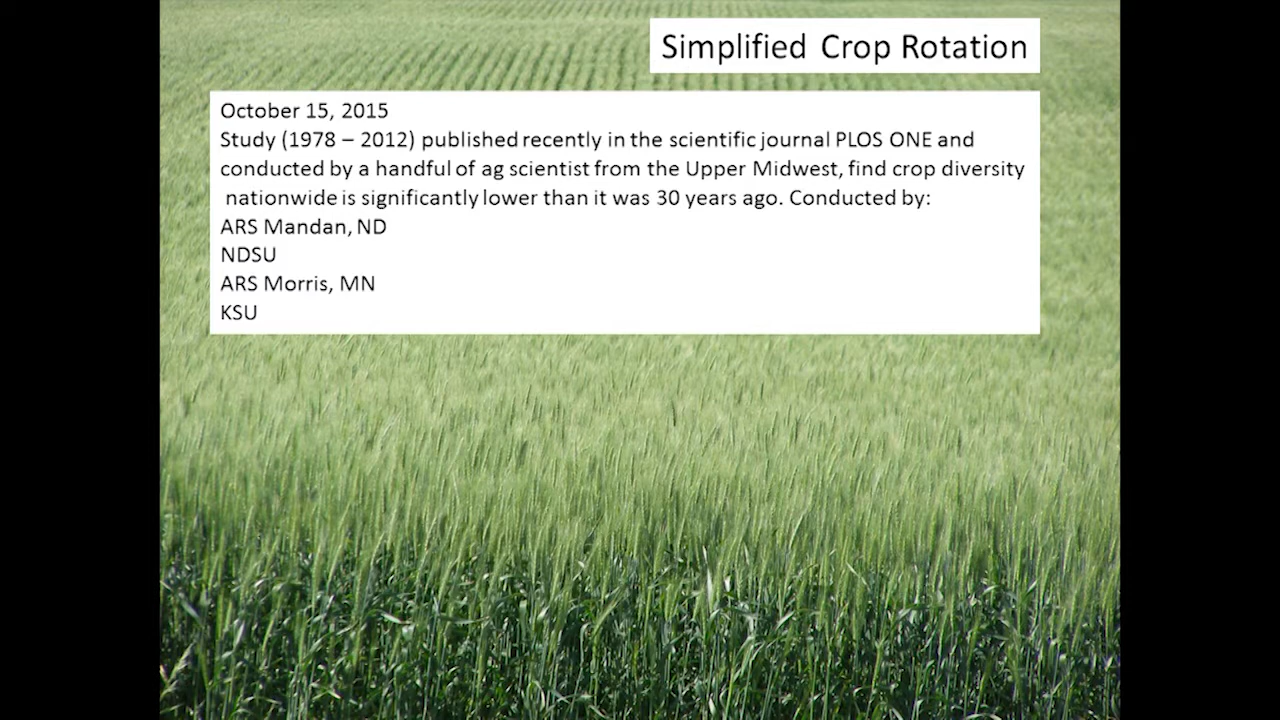 Simplified Crop Rotation
October 15, 2015
Study (1978 – 2012) published recently in the scientific journal PLOS ONE and
conducted by a handful of ag scientist from the Upper Midwest, find crop diversity
nationwide is significantly lower than it was 30 years ago. Conducted by:
ARS Mandan, ND
NDSU
ARS Morris, MN
KSU